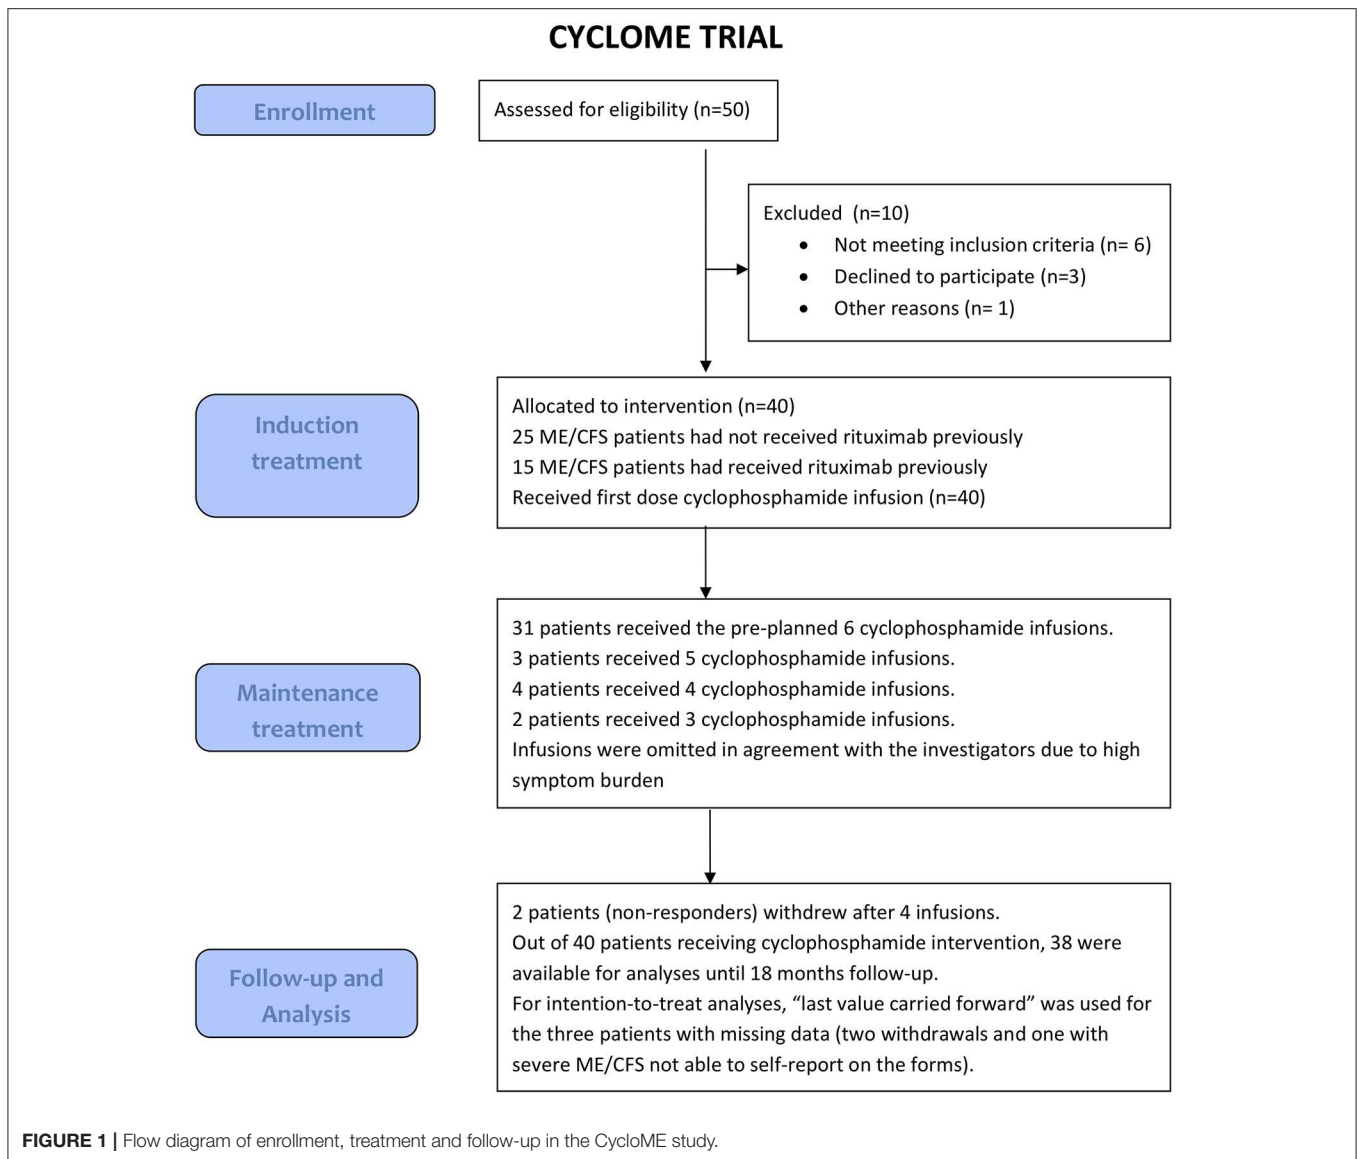 CYCLOME TRIAL
Enrollment
Assessed for eligibility (n=50)
Excluded (n=10)
• Not meeting inclusion criteria (n= 6)
• Declined to participate (n=3)
• Other reasons (n= 1)
Induction
treatment
Allocated to intervention (n=40)
25 ME/CFS patients had not received rituximab previously
15 ME/CFS patients had received rituximab previously
Received first dose cyclophosphamide infusion (n=40)
Maintenance
treatment
31 patients received the pre-planned 6 cyclophosphamide infusions.
3 patients received 5 cyclophosphamide infusions.
4 patients received 4 cyclophosphamide infusions.
2 patients received 3 cyclophosphamide infusions.
Infusions were omitted in agreement with the investigators due to high
symptom burden
Follow-up and
Analysis
2 patients (non-responders) withdrew after 4 infusions.
Out of 40 patients receiving cyclophosphamide intervention, 38 were
available for analyses until 18 months follow-up.
For intention-to-treat analyses, “last value carried forward” was used for
the three patients with missing data (two withdrawals and one with
severe ME/CFS not able to self-report on the forms).
FIGURE 1 | Flow diagram of enrollment, treatment and follow-up in the CycloME study.